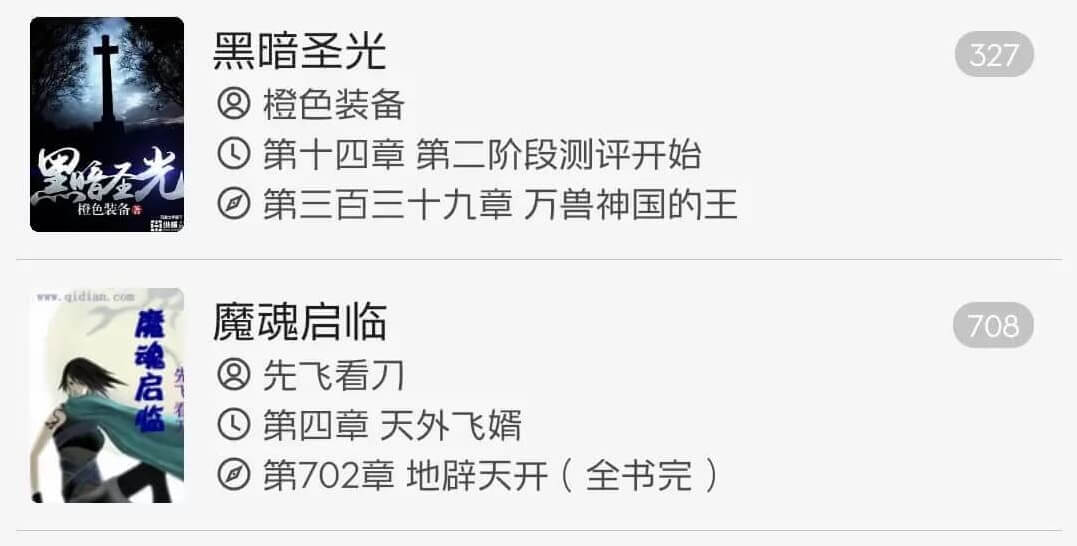 黑暗圣光
327
橙色装备
第十四章 第二阶段测评开始
第三百三十九章 万兽神国的王
黑暗圣光
橙色装备 著
纵横
魔魂启临
708
先飞看刀
第四章 天外飞婿
第702章 地辟天开（全书完）
www.qidian.com
魔魂启临
先飞看刀